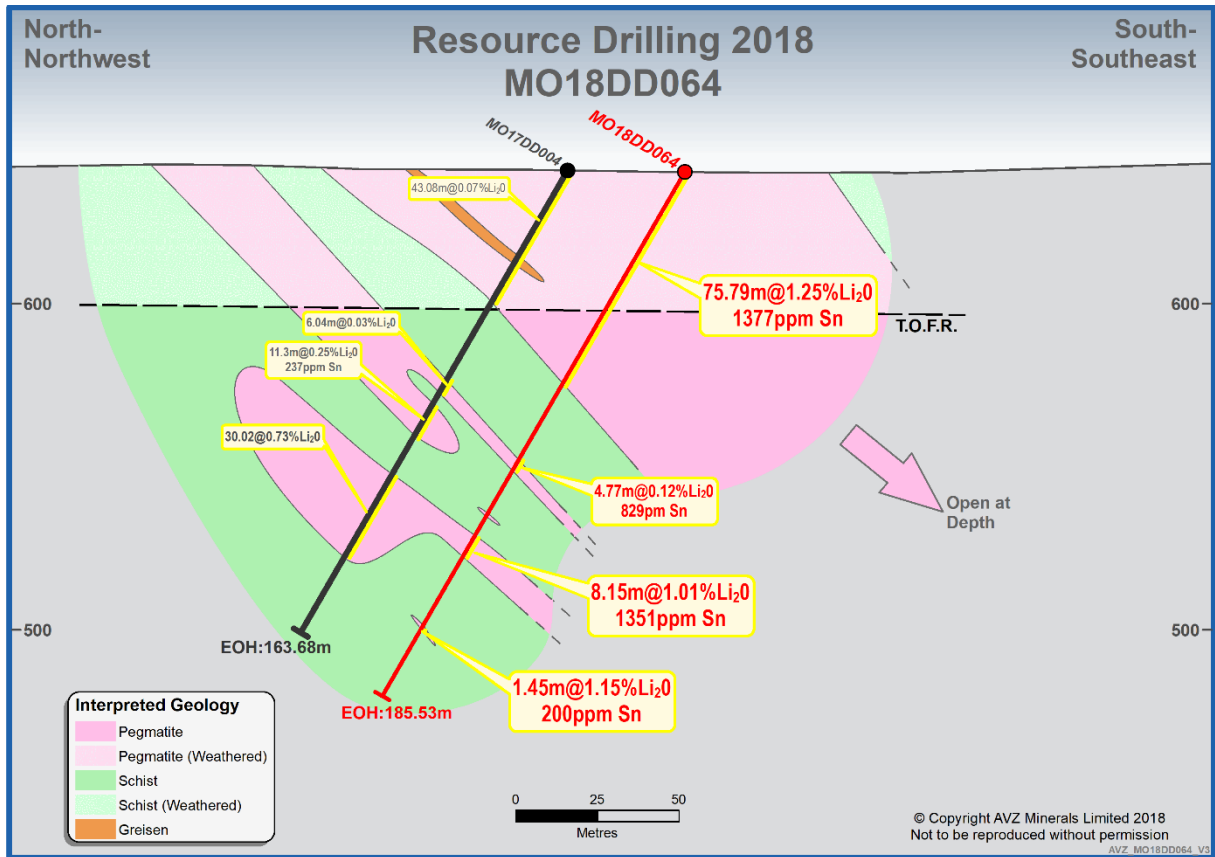 North-
Northwest
Resource Drilling 2018
MO18DD064
South-
Southeast
MO17DD004
MO18DD064
43.08m@0.07%Li₂0
75.79m@1.25%Li₂0
1377ppm Sn
600
600
T.O.F.R.
6.04m@0.03%Li₂0
11.3m@0.25%Li₂0
237ppm Sn
30.02@0.73%Li₂0
4.77m@0.12%Li₂0
829pm Sn
Open at
Depth
8.15m@1.01%Li₂0
1351ppm Sn
500
500
EOH:163.68m
1.45m@1.15%Li₂0
200ppm Sn
EOH:185.53m
Interpreted Geology
Pegmatite
Pegmatite (Weathered)
Schist
Schist (Weathered)
Greisen
0 25 50
Metres
© Copyright AVZ Minerals Limited 2018
Not to be reproduced without permission
AVZ_MO18DD064_V3